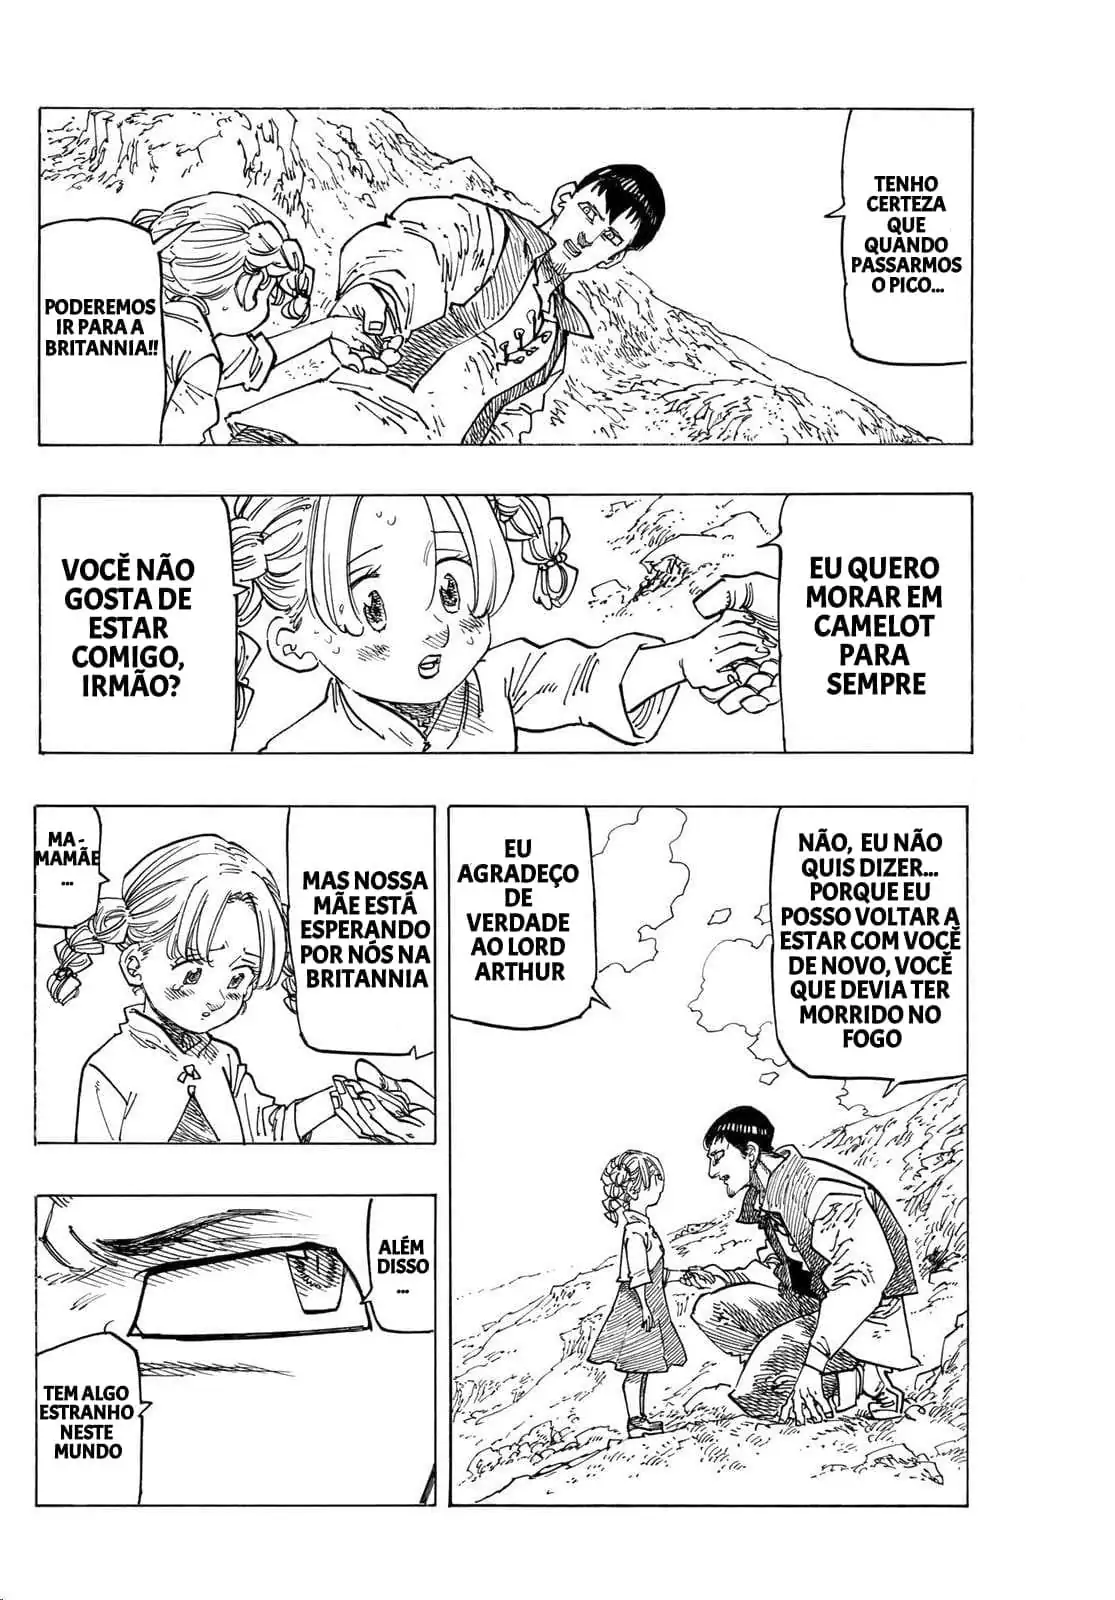 TENHO
CERTEZA
QUE
QUANDO
PASSARMOS
O PICO...
PODEREMOS
IR PARA A
BRITANNIA!!
EU QUERO
MORAR EM
CAMELOT
PARA
SEMPRE
VOCÊ NÃO
GOSTA DE
ESTAR
COMIGO,
IRMÃO?
NÃO, EU NÃO
QUIS DIZER...
PORQUE EU
POSSO VOLTAR A
ESTAR COM VOCÊ
DE NOVO, VOCÊ
QUE DEVIA TER
MORRIDO NO
FOGO
EU
AGRADEÇO
DE
VERDADE
AO LORD
ARTHUR
MAS NOSSA
MÃE ESTÁ
ESPERANDO
POR NÓS NA
BRITANNIA
MA-
MAMÃE
...
ALÉM
DISSO
...
TEM ALGO
ESTRANHO
NESTE
MUNDO